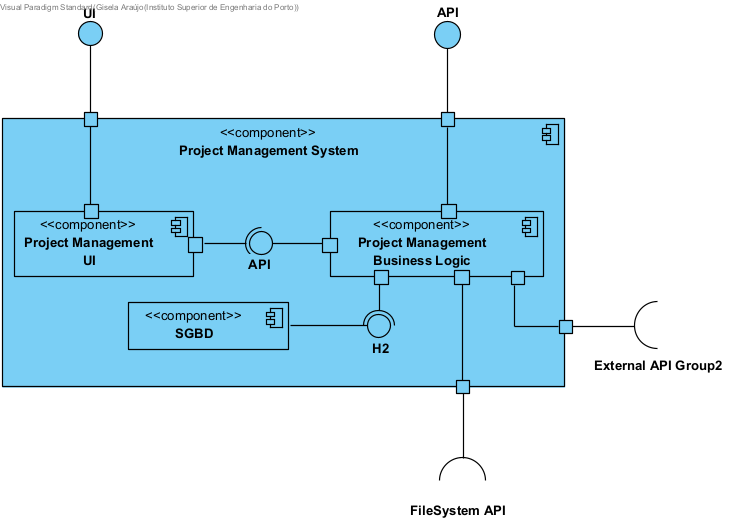 Visual Paradigm Standard(Gisela Araújo(Instituto Superior de Engenharia do Porto))
UI
API
<<component>>
Project Management System
<<component>>
Project Management
UI
API
<<component>>
Project Management
Business Logic
<<component>>
SGBD
H2
External API Group2
FileSystem API